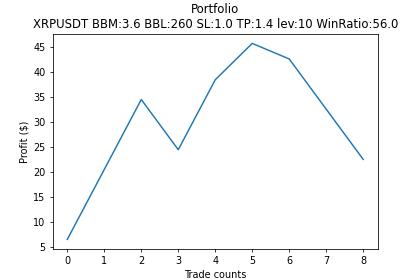 Portfolio
XRPUSDT BBM:3.6 BBL:260 SL:1.0 TP:1.4 lev:10 WinRatio:56.0
45
40
35
30
25
20
15
10
5
Profit ($)
0 1 2 3 4 5 6 7 8
Trade counts